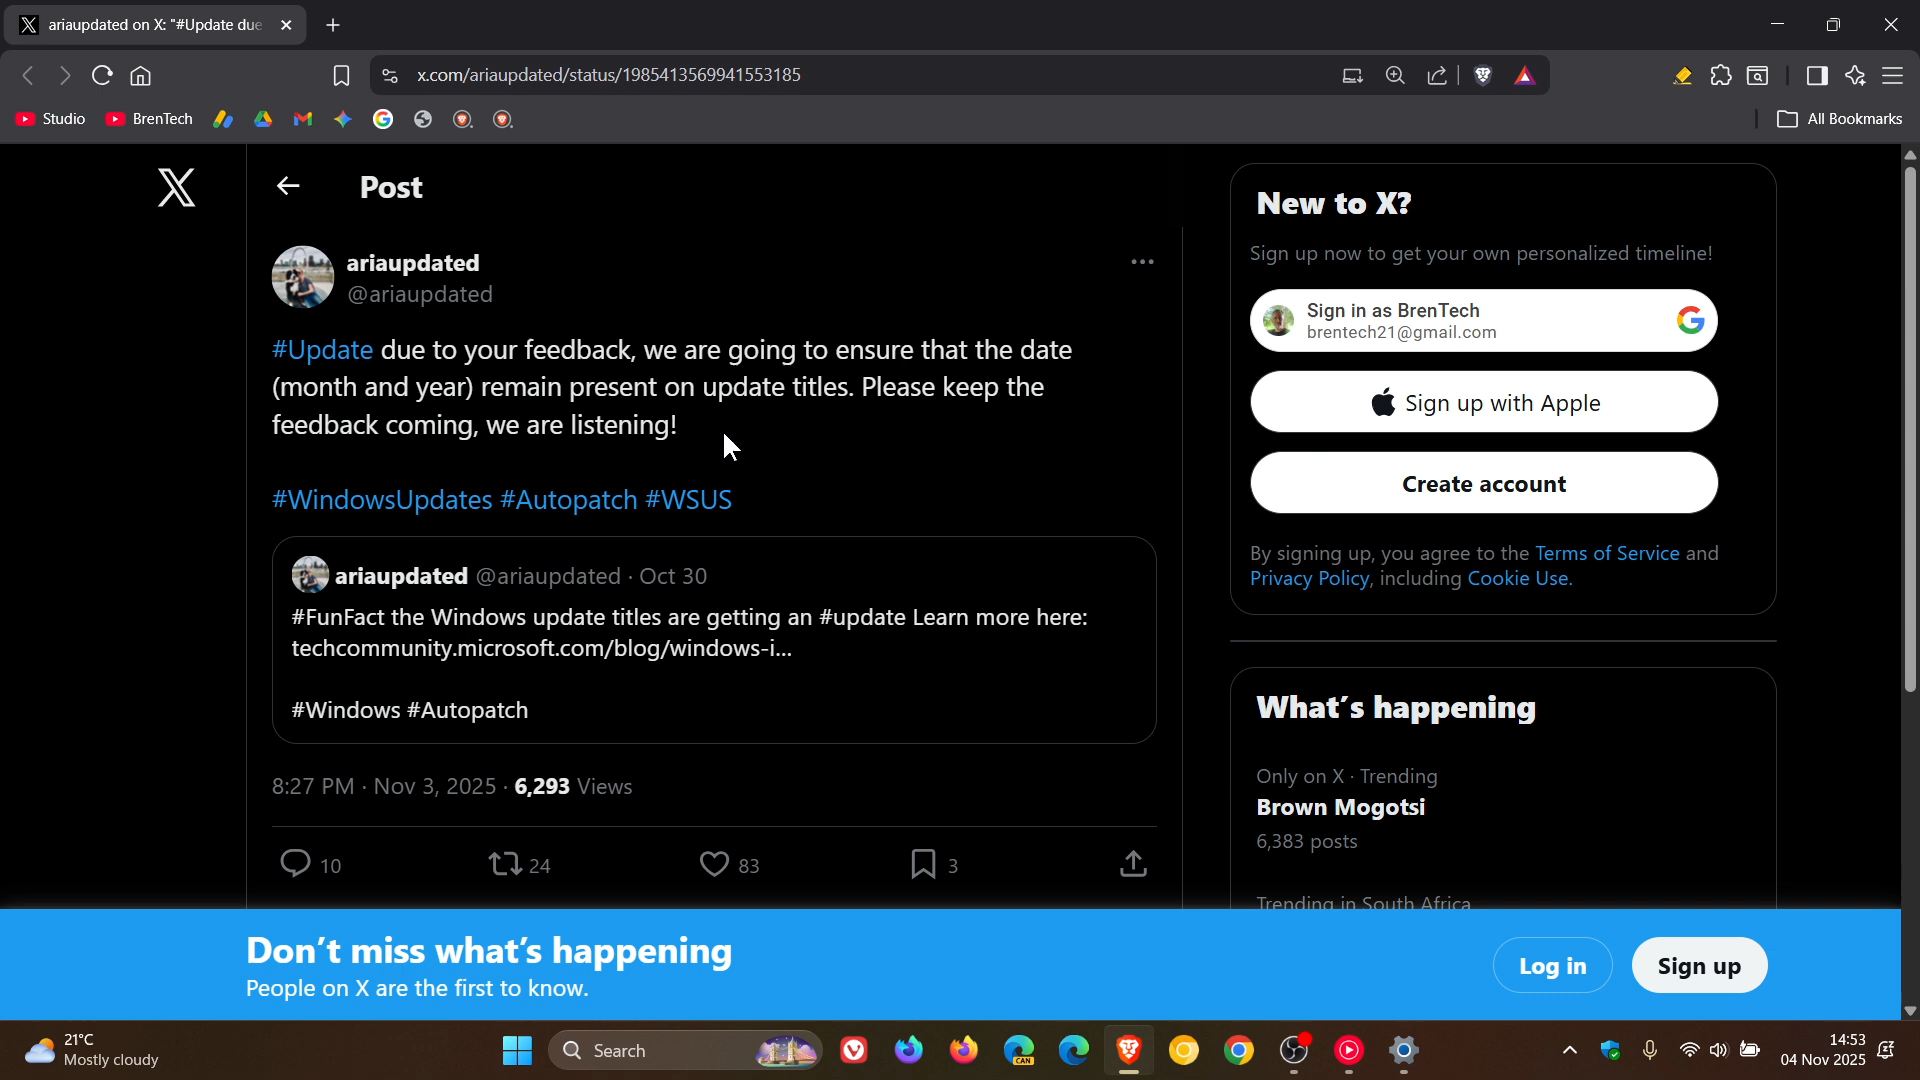 ariaupdated on X: "#Update due
x.com/ariaupdated/status/1985413569941553185
Studio
BrenTech
All Bookmarks
Post
ariaupdated
@ariaupdated
#Update due to your feedback, we are going to ensure that the date
(month and year) remain present on update titles. Please keep the
feedback coming, we are listening!
#WindowsUpdates #Autopatch #WSUS
ariaupdated @ariaupdated · Oct 30
#FunFact the Windows update titles are getting an #update Learn more here:
techcommunity.microsoft.com/blog/windows-i...
#Windows #Autopatch
8:27 PM · Nov 3, 2025 · 6,293 Views
10
24
83
3
New to X?
Sign up now to get your own personalized timeline!
Sign in as BrenTech
brentech21@gmail.com
Sign up with Apple
Create account
By signing up, you agree to the Terms of Service and
Privacy Policy, including Cookie Use.
What's happening
Only on X · Trending
Brown Mogotsi
6,383 posts
Trending in South Africa
Don't miss what's happening
People on X are the first to know.
Log in
Sign up
21°C
Mostly cloudy
Search
CAN
14:53
04 Nov 2025